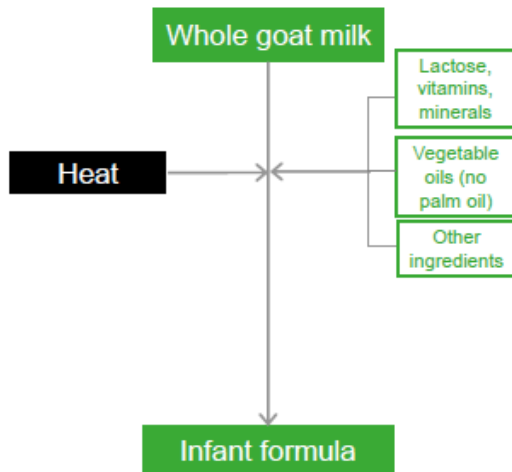 Whole goat milk
Lactose,
vitamins,
minerals
Heat
Vegetable
oils (no
palm oil)
Other
ingredients
Infant formula